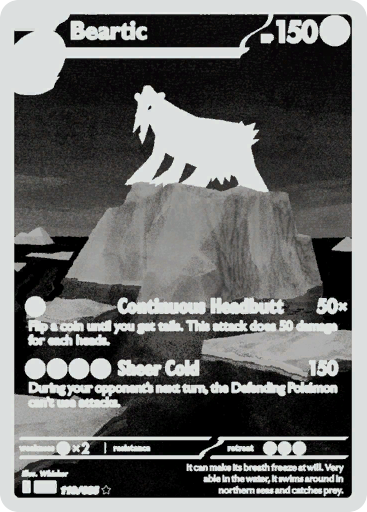 Beartic
HP 150
Continuous Headbutt 50×
Flip a coin until you get tails. This attack does 50 damage
for each heads.
Sheer Cold 150
During your opponent's next turn, the Defending Pokémon
can't use attacks.
weakness ×2 resistance retreat
Illus.
It can make its breath freeze at will. Very
able in the water, it swims around in
northern seas and catches prey.